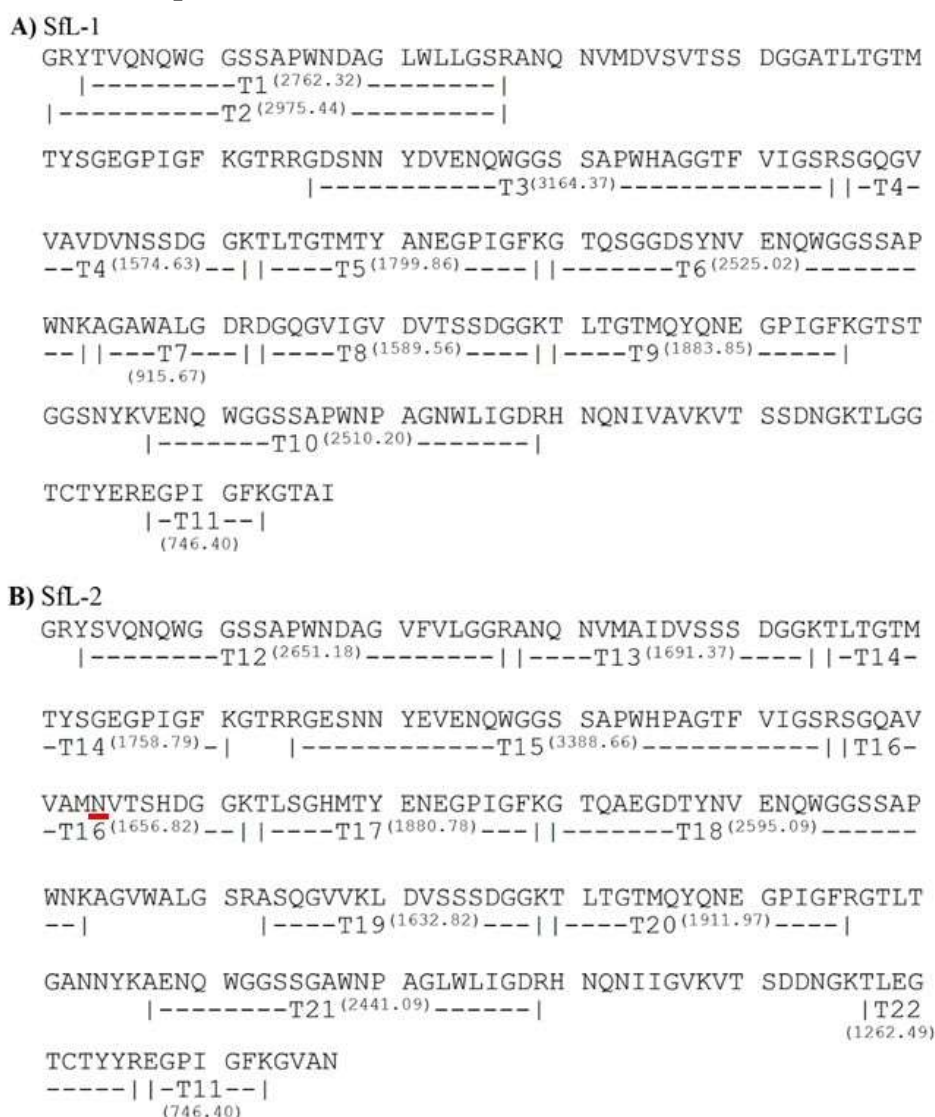 A) SfL-1
GRYTVQNQWG GSSAPWNDAG LWLLGSRANQ NVMDVSVTSS DGGATLTGTM
|---------T1(2762.32)--------|
|----------T2(2975.44)---------|
TYSGEGPIGF KGTRRGDSNN YDVENQWGGS SAPWHAGGTF VIGSRSGQGV
|-----------T3(3164.37)-------------||-T4-
VAVDVNSSDG GKTLTGTMTY ANEGPIGFKG TQSGGDSYNV ENQWGGSSAP
--T4(1574.63)--||----T5(1799.86)----||-------T6(2525.02)-------
WNKAGAWALG DRDGQGVIGV DVTSSDGGKT LTGTMQYQNE GPIGFKGTST
--||---T7---||----T8(1589.56)----||----T9(1883.85)-----|
(915.67)
GGSNYKVENQ WGGSSAPWNP AGNWLIGDRH NQNIVAVKVT SSDNGKTLGG
|-------T10(2510.20)-------|
TCTYEREGPI GFKGTAI
|-T11--|
(746.40)
B) SfL-2
GRYSVQNQWG GSSAPWNDAG VFVLGGRANQ NVMAIDVSSS DGGKTLTGTM
|---------T12(2651.18)--------||----T13(1691.37)----||-T14-
TYSGEGPIGF KGTRRGESNN YEVENQWGGS SAPWHPAGTF VIGSRSGQAV
-T14(1758.79)-| |-----------T15(3388.66)-----------||T16-
VAMNVTSHDG GKTLSGHMTY ENEGPIGFKG TQAEGDTYNV ENQWGGSSAP
-T16(1656.82)--||----T17(1880.78)---||-------T18(2595.09)------
WNKAGVWALG SRASQGVVKL DVSSSDGGKT LTGTMQYQNE GPIGFRGTLT
--| |----T19(1632.82)---||----T20(1911.97)----|
GANNYKAENQ WGGSSGAWNP AGLWLIGDRH NQNIIGVKVT SDDNGKTLEG
|--------T21(2441.09)------| |T22
(1262.49)
TCTYYREGPI GFKGVAN
-----||-T11--|
(746.40)